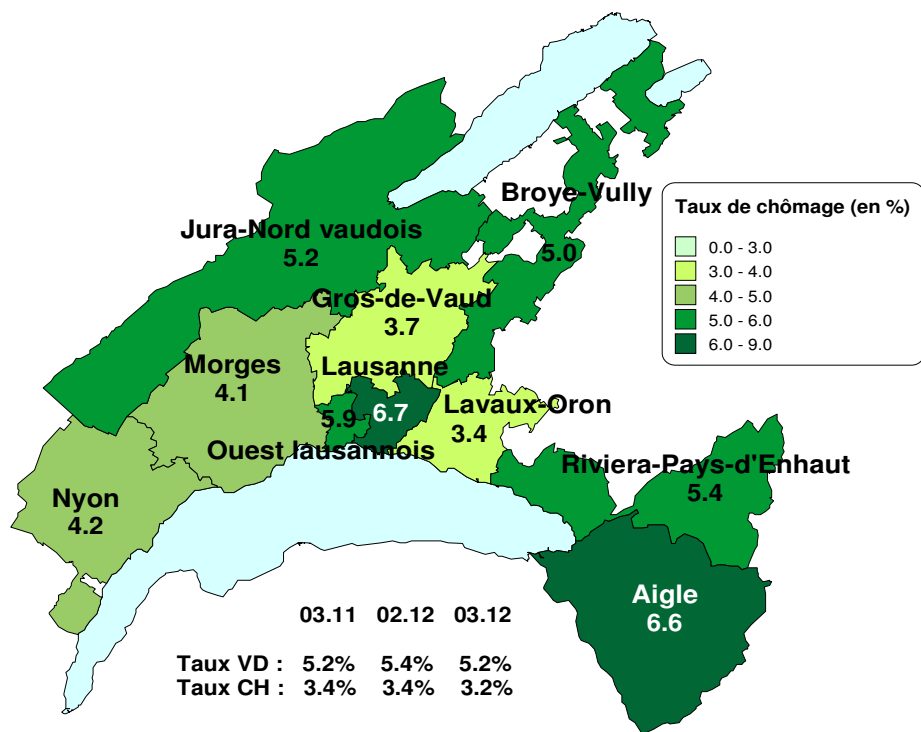 Broye-Vully
5.0
Jura-Nord vaudois
5.2
Gros-de-Vaud
3.7
Morges
4.1
Lausanne
6.7
5.9
Ouest lausannois
Lavaux-Oron
3.4
Riviera-Pays-d'Enhaut
5.4
Nyon
4.2
Aigle
6.6
Taux de chômage (en %)
0.0 - 3.0
3.0 - 4.0
4.0 - 5.0
5.0 - 6.0
6.0 - 9.0
03.11 02.12 03.12
Taux VD : 5.2% 5.4% 5.2%
Taux CH : 3.4% 3.4% 3.2%